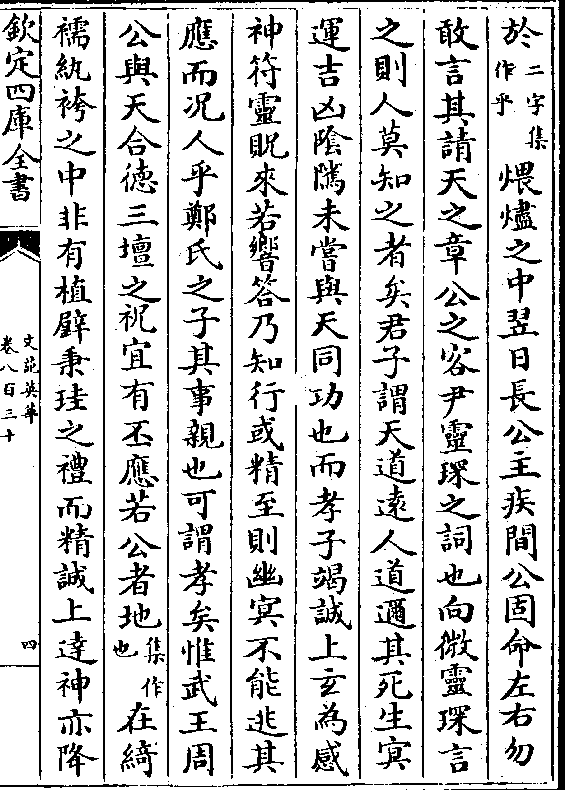 於二字集作乎煨燼之中翌日長公主疾間公固命左右勿
敢言其請天之章公之客尹靈琛之詞也向微靈琛言
之則人莫知之者矣君子謂天道遠人道邇其死生冥
運吉凶陰隲未嘗與天同功也而孝子竭誠上玄為感
神符靈貺來若響答乃知行或精至則幽冥不能逃其
應而况人乎鄭氏之子其事親也可謂孝矣惟武王周
公與天合德三壇之祝宜有丕應若公者地集作也在綺
襦紈袴之中非有植璧秉珪之禮而精誠上達神亦降
欽定四庫全書
文苑英華
卷八百三十
四